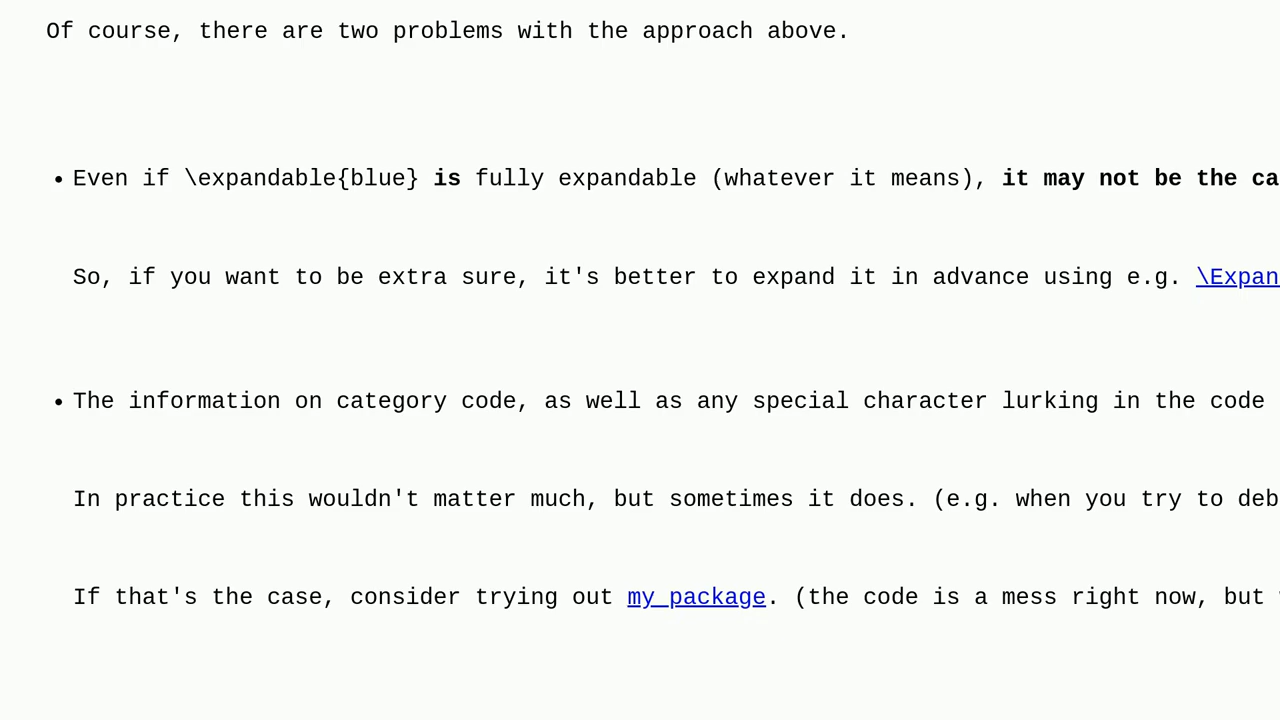 Of course, there are two problems with the approach above.
• Even if \expandable{blue} is fully expandable (whatever it means), it may not be the
So, if you want to be extra sure, it's better to expand it in advance using e.g.
• The information on category code, as well as any special character lurking in the code
In practice this wouldn't matter much, but sometimes it does. (e.g. when you try to
If that's the case, consider trying out my package. (the code is a mess right now, but